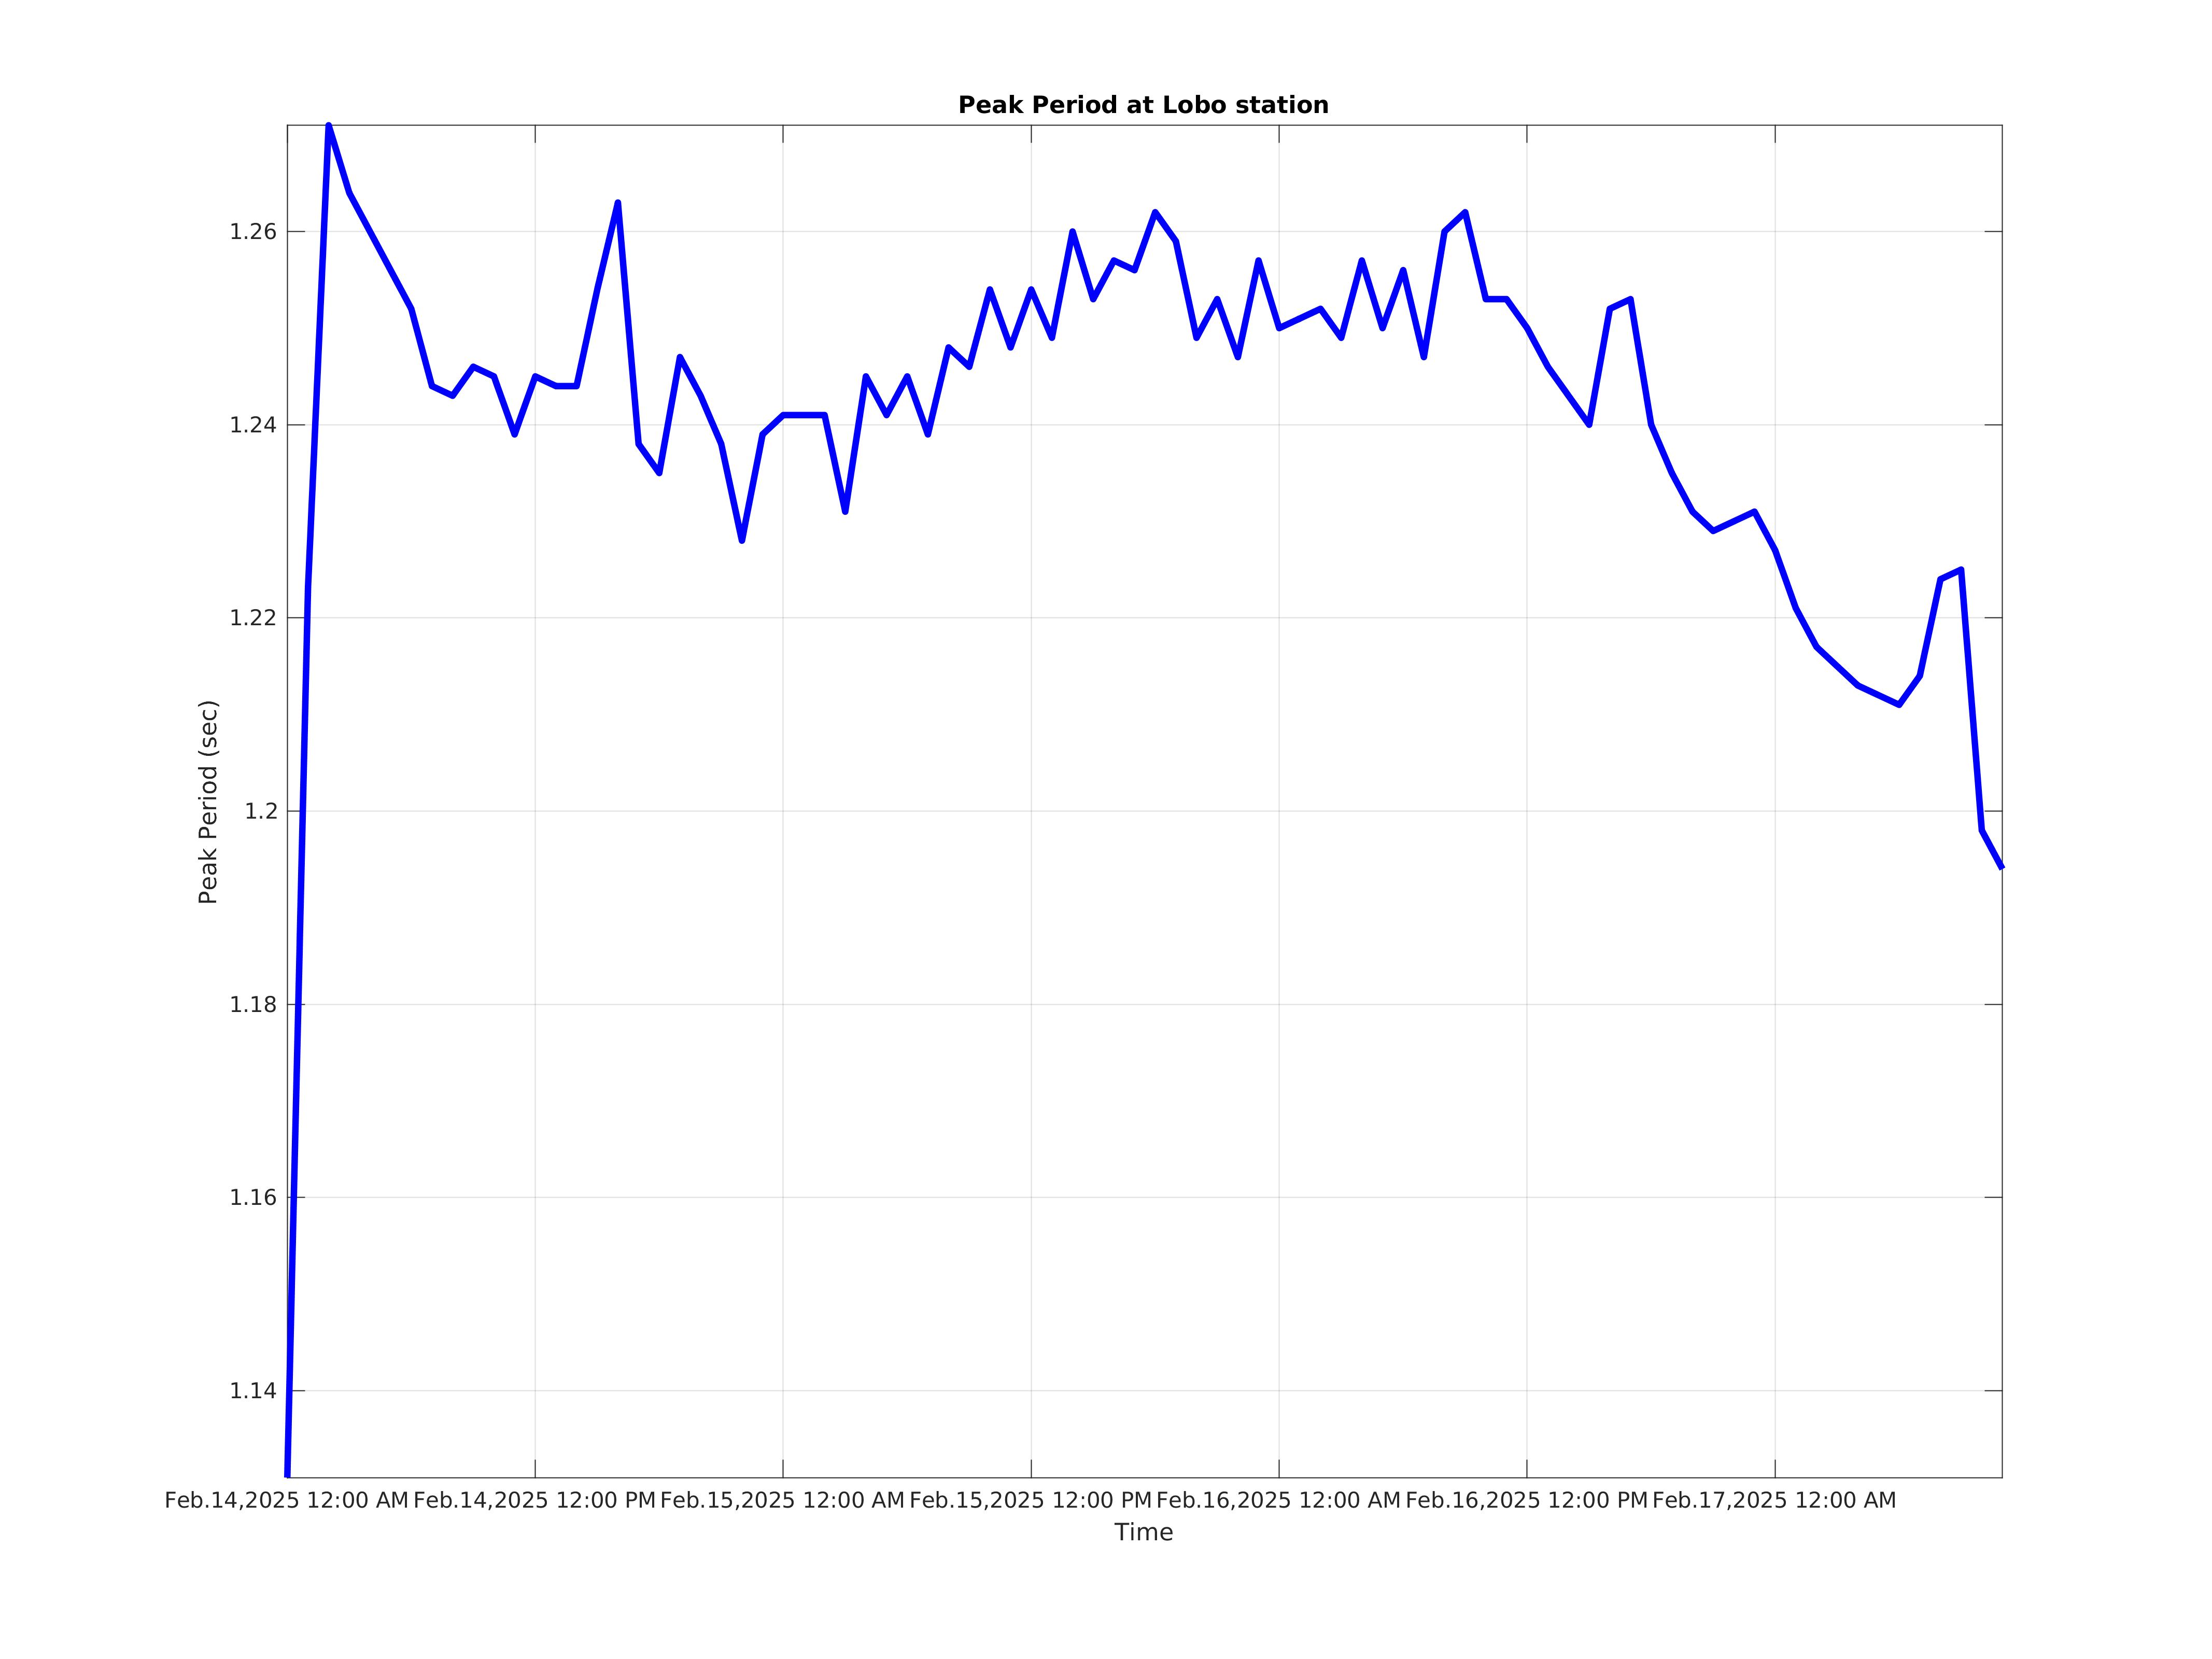 Peak Period at Lobo station
Peak Period (sec)
1.26
1.24
1.22
1.2
1.18
1.16
1.14
Feb.14,2025 12:00 AM Feb.14,2025 12:00 PM Feb.15,2025 12:00 AM Feb.15,2025 12:00 PM Feb.16,2025 12:00 AM Feb.16,2025 12:00 PM Feb.17,2025 12:00 AM
Time